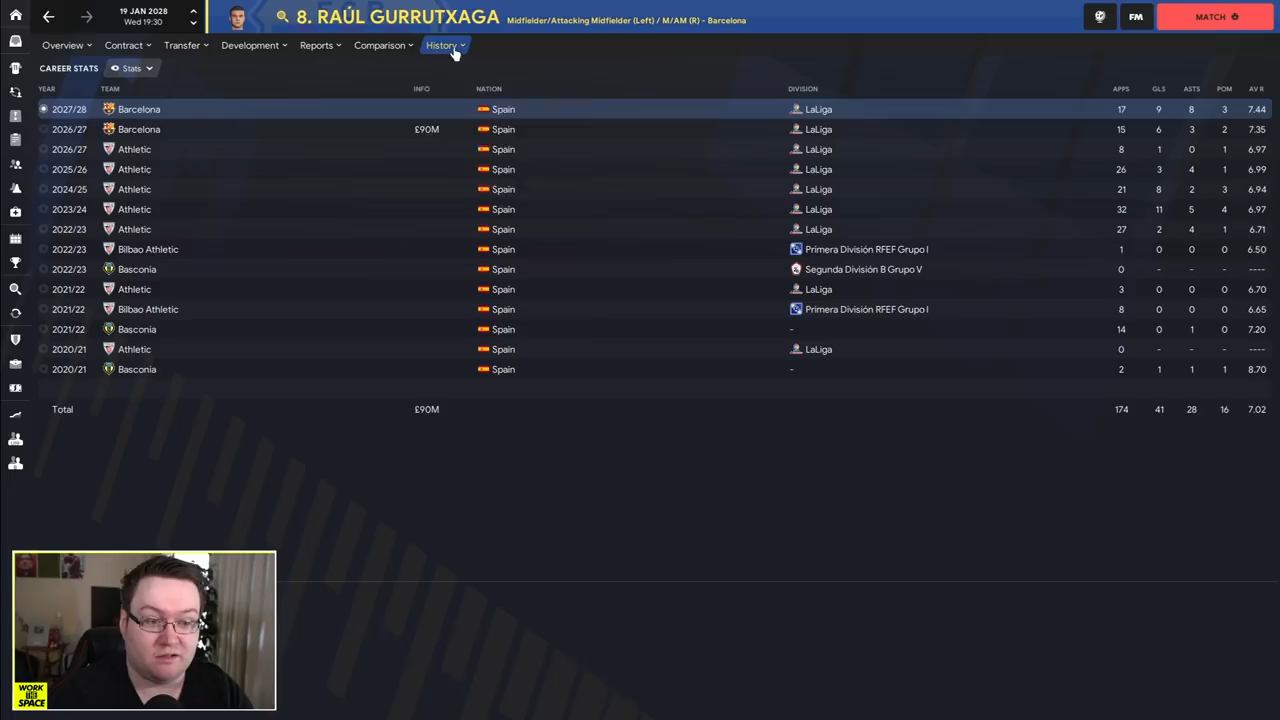 19 JAN 2028
Wed 19:30
8. RAÚL GURRUTXAGA
Midfielder/Attacking Midfielder (Left) / M/AM (R) - Barcelona
FM
MATCH
Overview
Contract
Transfer
Development
Reports
Comparison
History
CAREER STATS
Stats
YEAR TEAM INFO NATION DIVISION APPS GLS ASTS POM AV R
2027/28 Barcelona Spain LaLiga 17 9 8 3 7.44
2026/27 Barcelona £90M Spain LaLiga 15 6 3 2 7.35
2026/27 Athletic Spain LaLiga 8 1 0 1 6.97
2025/26 Athletic Spain LaLiga 26 3 4 1 6.99
2024/25 Athletic Spain LaLiga 21 8 2 3 6.94
2023/24 Athletic Spain LaLiga 32 11 5 4 6.97
2022/23 Athletic Spain LaLiga 27 2 4 1 6.71
2022/23 Bilbao Athletic Spain Primera División RFEF Grupo I 1 0 0 0 6.50
2022/23 Basconia Spain Segunda División B Grupo V 0 - - - ----
2021/22 Athletic Spain LaLiga 3 0 0 0 6.70
2021/22 Bilbao Athletic Spain Primera División RFEF Grupo I 8 0 0 0 6.65
2021/22 Basconia Spain - 14 0 1 0 7.20
2020/21 Athletic Spain LaLiga 0 - - - ----
2020/21 Basconia Spain - 2 1 1 1 8.70
Total £90M 174 41 28 16 7.02
WORK
THE
SPACE